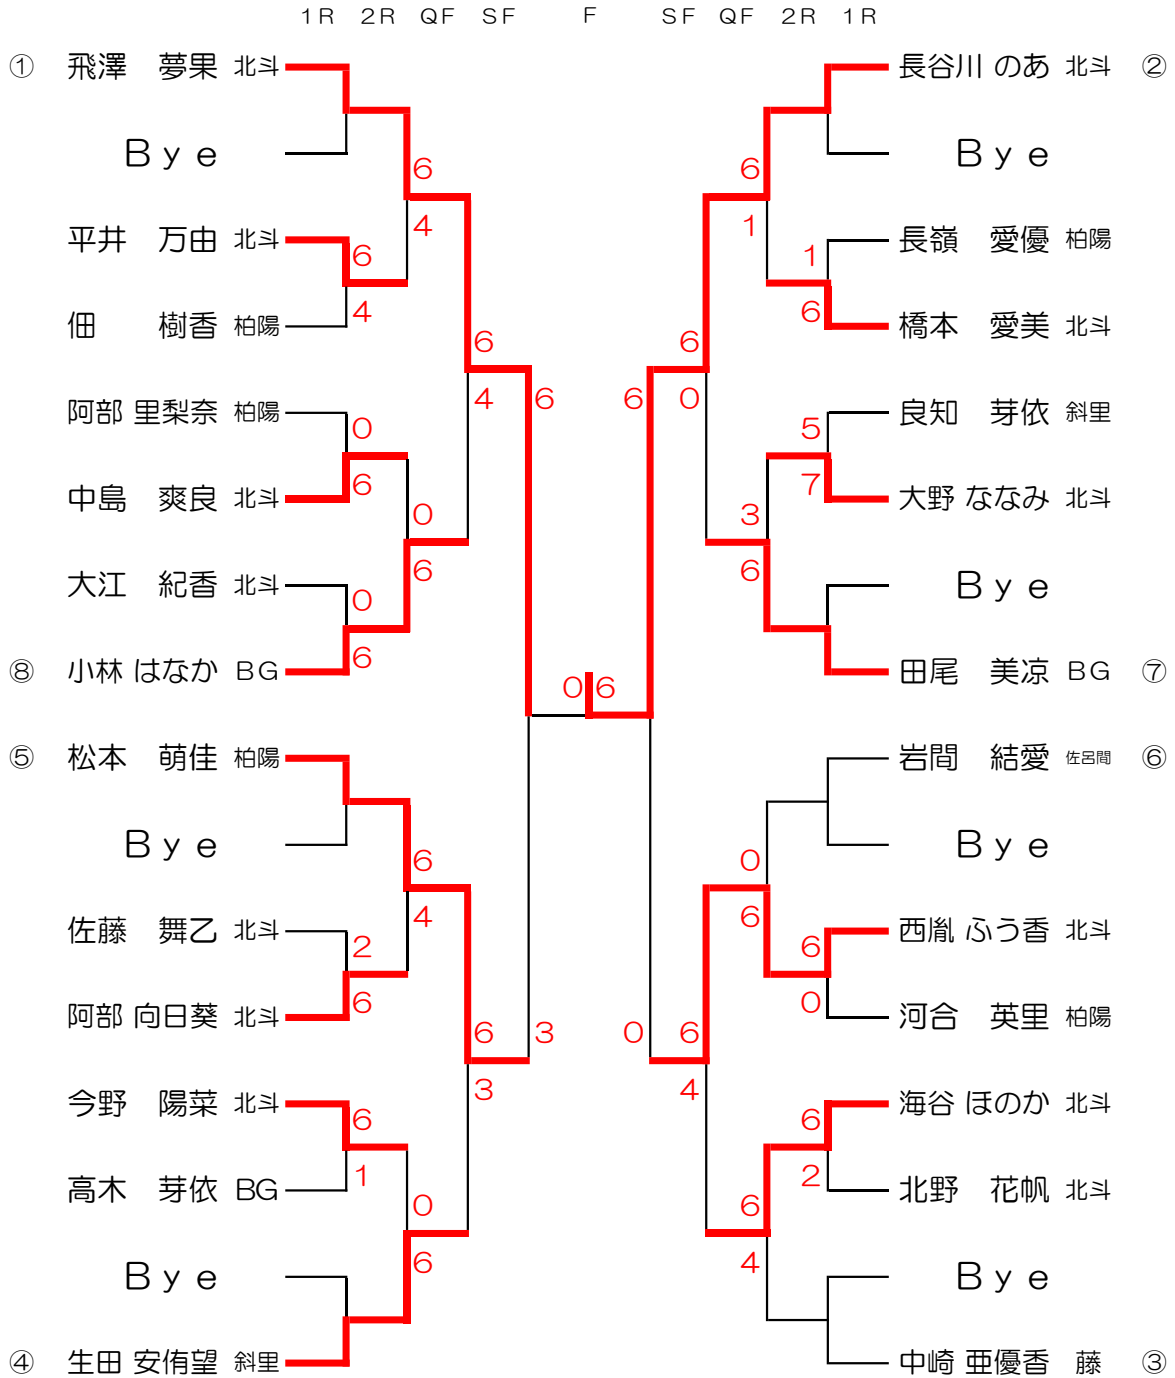 1R 2R QF SF F SF QF 2R 1R
① 飛澤 夢果 北斗 長谷川 のあ 北斗 ②
Bye Bye
6 6
4 1
平井 万由 北斗 長嶺 愛優 柏陽
6 1
4 6
佃 樹香 柏陽 橋本 愛美 北斗
6 6
4 6 6 0
阿部 里梨奈 柏陽 良知 芽依 斜里
0 5
6 7
中島 爽良 北斗 大野 ななみ 北斗
0 3
6 6
大江 紀香 北斗 Bye
0
6
⑧ 小林 はなか BG 田尾 美凉 BG ⑦
0 6
⑤ 松本 萌佳 柏陽 岩間 結愛 佐呂間 ⑥
Bye Bye
6 0
4 6
佐藤 舞乙 北斗 西胤 ふう香 北斗
2 6
6 0
阿部 向日葵 北斗 河合 英里 柏陽
6 3 0 6
3 4
今野 陽菜 北斗 海谷 ほのか 北斗
6 6
1 2
高木 芽依 BG 北野 花帆 北斗
0 6
6 4
Bye Bye
④ 生田 安侑望 斜里 中崎 亜優香 藤 ③